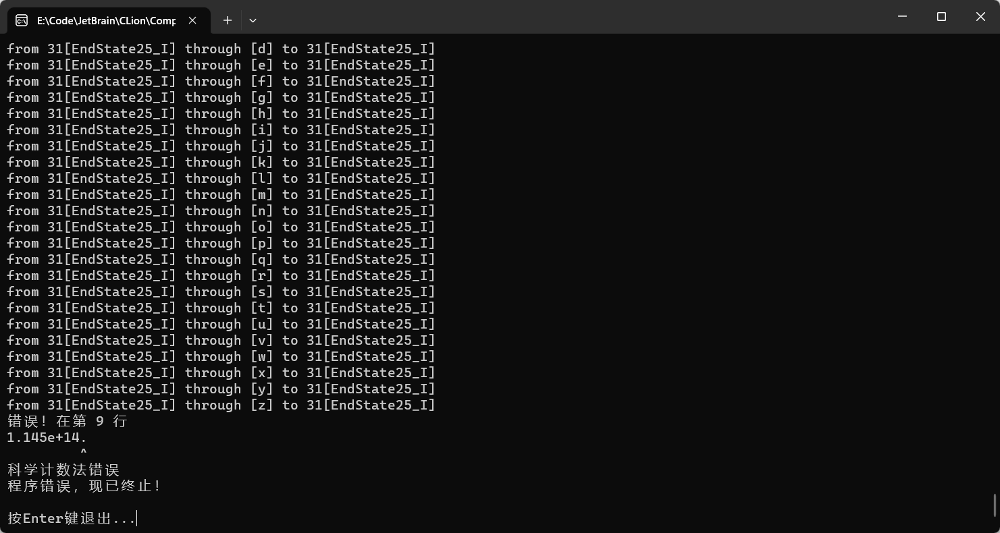 E:\Code\JetBrain\CLion\Comp
from 31[EndState25_I] through [d] to 31[EndState25_I]
from 31[EndState25_I] through [e] to 31[EndState25_I]
from 31[EndState25_I] through [f] to 31[EndState25_I]
from 31[EndState25_I] through [g] to 31[EndState25_I]
from 31[EndState25_I] through [h] to 31[EndState25_I]
from 31[EndState25_I] through [i] to 31[EndState25_I]
from 31[EndState25_I] through [j] to 31[EndState25_I]
from 31[EndState25_I] through [k] to 31[EndState25_I]
from 31[EndState25_I] through [l] to 31[EndState25_I]
from 31[EndState25_I] through [m] to 31[EndState25_I]
from 31[EndState25_I] through [n] to 31[EndState25_I]
from 31[EndState25_I] through [o] to 31[EndState25_I]
from 31[EndState25_I] through [p] to 31[EndState25_I]
from 31[EndState25_I] through [q] to 31[EndState25_I]
from 31[EndState25_I] through [r] to 31[EndState25_I]
from 31[EndState25_I] through [s] to 31[EndState25_I]
from 31[EndState25_I] through [t] to 31[EndState25_I]
from 31[EndState25_I] through [u] to 31[EndState25_I]
from 31[EndState25_I] through [v] to 31[EndState25_I]
from 31[EndState25_I] through [w] to 31[EndState25_I]
from 31[EndState25_I] through [x] to 31[EndState25_I]
from 31[EndState25_I] through [y] to 31[EndState25_I]
from 31[EndState25_I] through [z] to 31[EndState25_I]
错误！在第 9 行
1.145e+14.
^
科学计数法错误
程序错误，现已终止！
按Enter键退出...